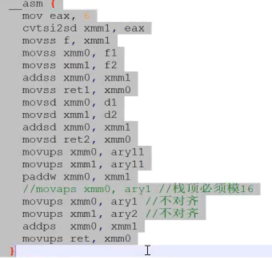 __asm {
mov eax, 6
cvtsi2sd xmm1, eax
movss f, xmm1
movss xmm0, f1
movss xmm1, f2
addss xmm0, xmm1
movss ret1, xmm0
movsd xmm0, d1
movsd xmm1, d2
addsd xmm0, xmm1
movsd ret2, xmm0
movups xmm0, ary11
movups xmm1, ary11
paddw xmm0, xmm1
//movaps xmm0, ary1 //栈顶必须模16
movups xmm0, ary1 //不对齐
movups xmm1, ary2 //不对齐
addps xmm0, xmm1
movups ret, xmm0
}